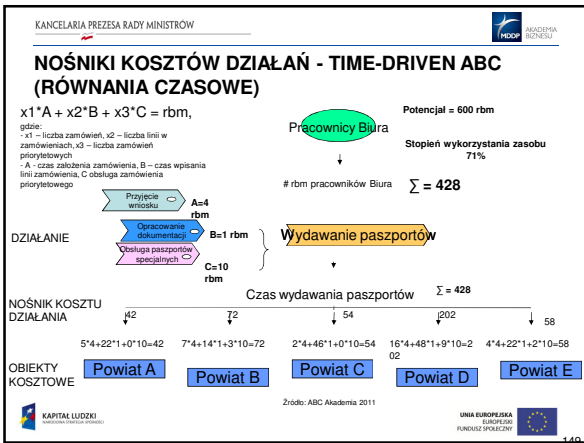 KANCELARIA PREZESA RADY MINISTRÓW
MDDP
AKADEMIA
BIZNESU
NOŚNIKI KOSZTÓW DZIAŁAŃ - TIME-DRIVEN ABC
(RÓWNANIA CZASOWE)
x1*A + x2*B + x3*C = rbm,
gdzie:
- x1 – liczba zamówień, x2 – liczba linii w
zamówieniach, x3 – liczba zamówień
priorytetowych
- A - czas założenia zamówienia, B – czas wpisania
linii zamówienia, C obsługa zamówienia
priorytetowego
Pracownicy Biura
Potencjał = 600 rbm
Stopień wykorzystania zasobu
71%
# rbm pracowników Biura
∑ = 428
Przyjęcie
wniosku
A=4
rbm
DZIAŁANIE
Opracowanie
dokumentacji
B=1 rbm
Obsługa paszportów
specjalnych
C=10
rbm
Wydawanie paszportów
Czas wydawania paszportów
∑ = 428
NOŚNIK KOSZTU
DZIAŁANIA
42
72
54
202
58
5*4+22*1+0*10=42
7*4+14*1+3*10=72
2*4+46*1+0*10=54
16*4+48*1+9*10=2
02
4*4+22*1+2*10=58
OBIEKTY
KOSZTOWE
Powiat A
Powiat B
Powiat C
Powiat D
Powiat E
Źródło: ABC Akademia 2011
KAPITAŁ LUDZKI
NARODOWA STRATEGIA SPÓJNOŚCI
UNIA EUROPEJSKA
EUROPEJSKI
FUNDUSZ SPOŁECZNY
149